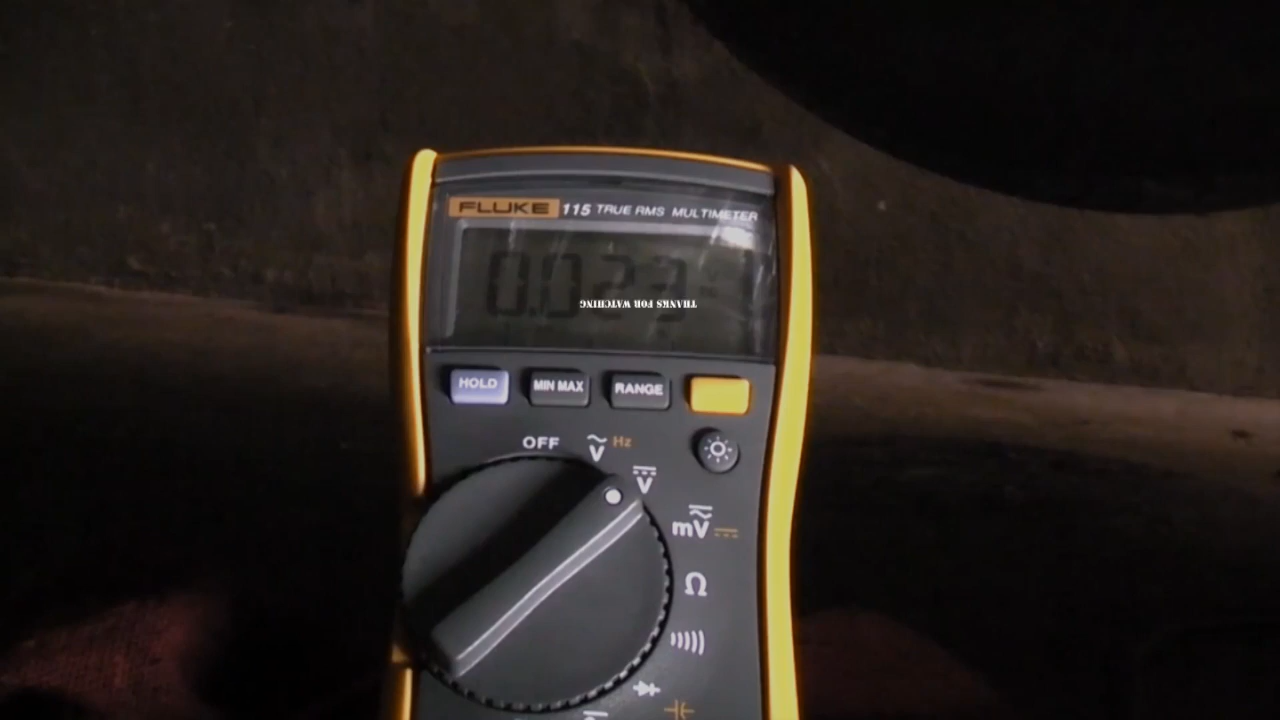 FLUKE 115 TRUE RMS MULTIMETER
0.023
THANKS FOR WATCHING
HOLD MIN MAX RANGE
OFF V Hz
V
mV
Ω